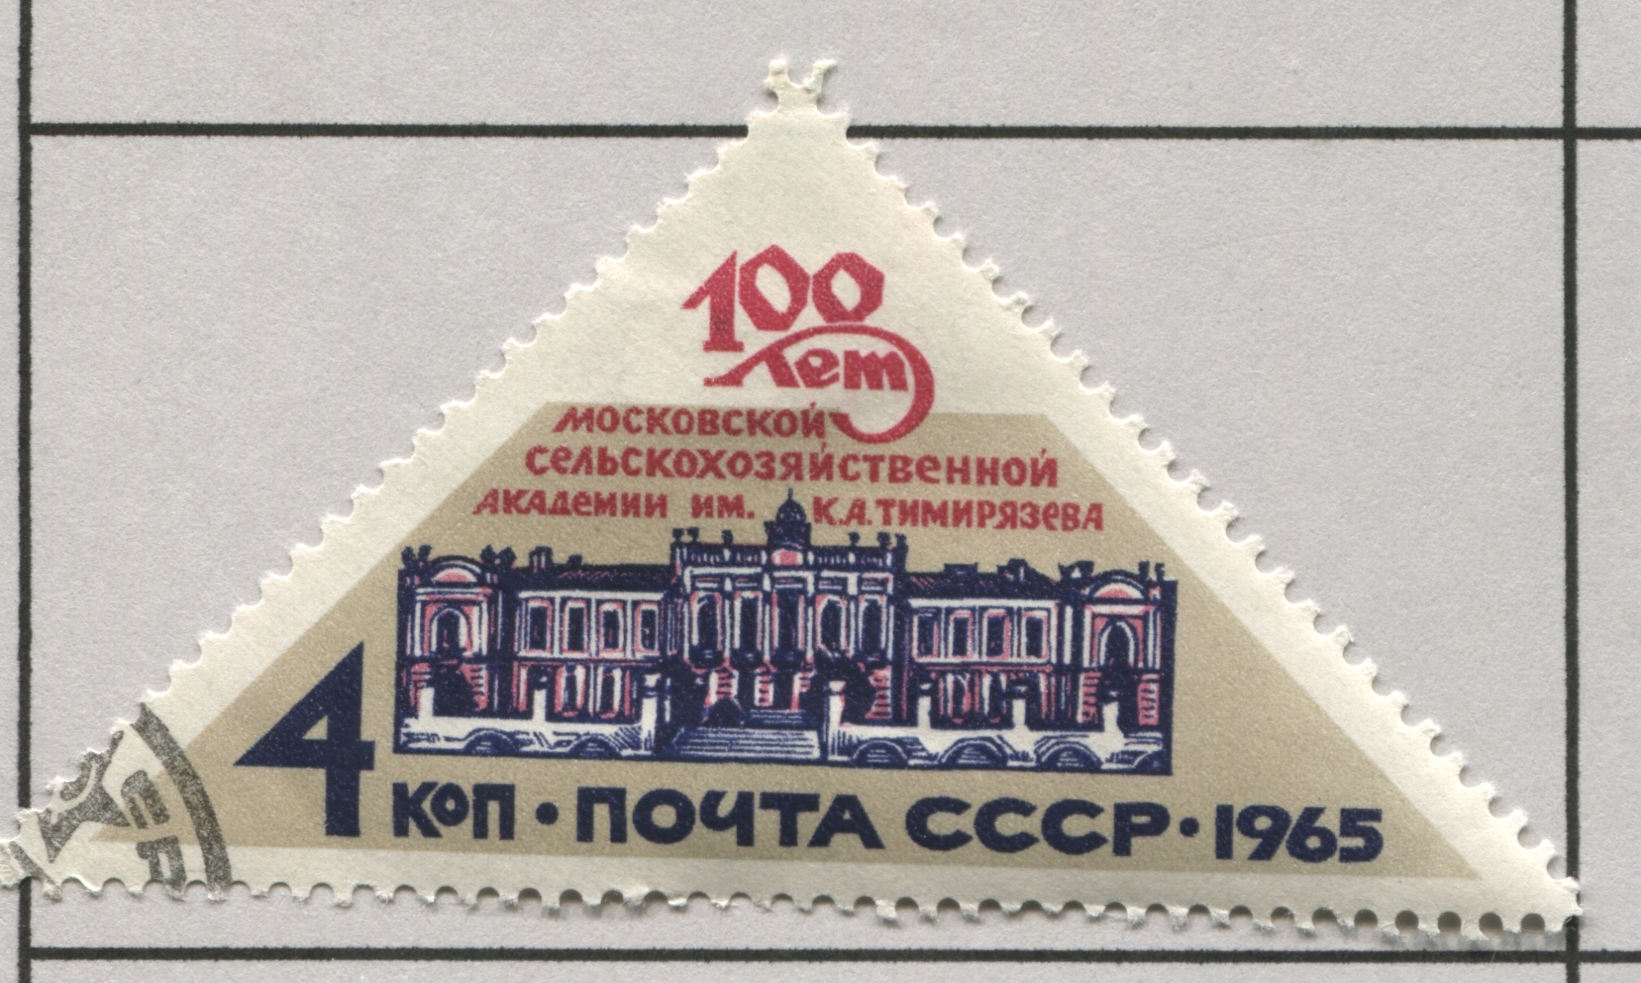 100
лет
МОСКОВСКОЙ
СЕЛЬСКОХОЗЯЙСТВЕННОЙ
АКАДЕМИИ ИМ. К.А.ТИМИРЯЗЕВА
4 КОП • ПОЧТА СССР • 1965